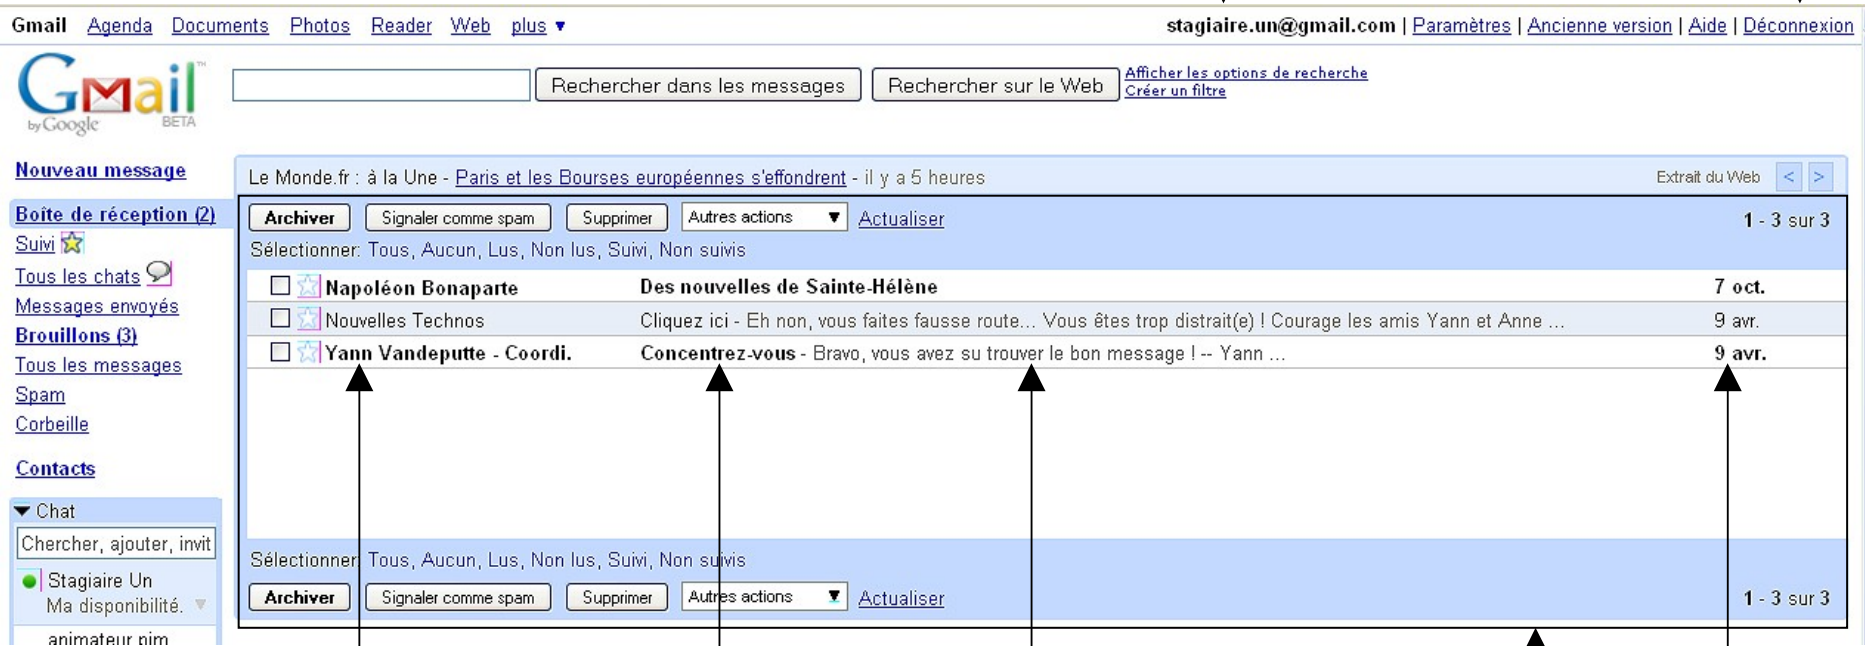 Gmail Agenda Documents Photos Reader Web plus ▼ stagiaire.un@gmail.com | Paramètres | Ancienne version | Aide | Déconnexion
Gmail™ by Google BETA
Rechercher dans les messages Rechercher sur le Web Afficher les options de recherche
Créer un filtre
Nouveau message
Le Monde.fr : à la Une - Paris et les Bourses européennes s'effondrent - il y a 5 heures Extrait du Web < >
Boîte de réception (2)
Suivi
Tous les chats
Messages envoyés
Brouillons (3)
Tous les messages
Spam
Corbeille
Contacts
Archiver Signaler comme spam Supprimer Autres actions ▼ Actualiser 1 - 3 sur 3
Sélectionner: Tous, Aucun, Lus, Non lus, Suivi, Non suivis
Napoléon Bonaparte Des nouvelles de Sainte-Hélène 7 oct.
Nouvelles Technos Cliquez ici - Eh non, vous faites fausse route... Vous êtes trop distrait(e) ! Courage les amis Yann et Anne ... 9 avr.
Yann Vandeputte - Coordi. Concentrez-vous - Bravo, vous avez su trouver le bon message ! -- Yann ... 9 avr.
Sélectionner Tous, Aucun, Lus, Non lus, Suivi, Non suivis
Archiver Signaler comme spam Supprimer Autres actions ▼ Actualiser 1 - 3 sur 3
▼ Chat
Chercher, ajouter, invit
Stagiaire Un
Ma disponibilité. ▼
animateur pim